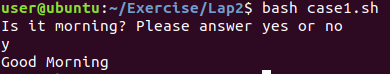 user@ubuntu:~/Exercise/Lap2$ bash case1.sh
Is it morning? Please answer yes or no
y
Good Morning